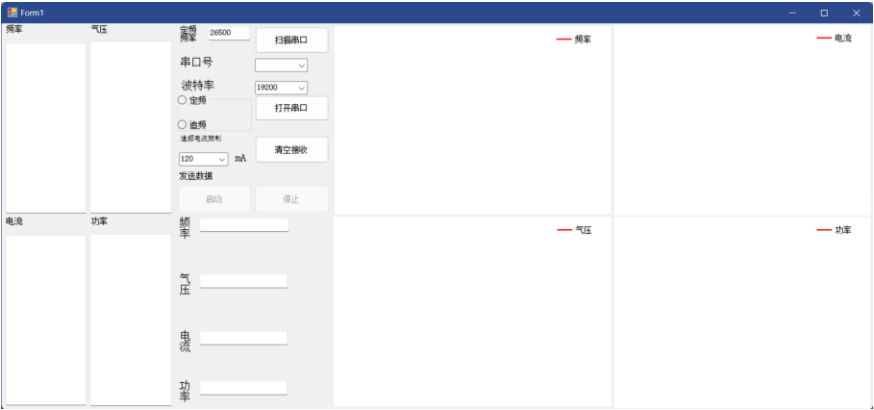 Form1
频率
气压
定频
频率
26500
扫描串口
串口号
波特率
19200
定频
打开串口
追频
追频电流控制
120
mA
清空接收
发送数据
启动
停止
频率
电流
电流
功率
频率
气压
电流
功率
气压
功率